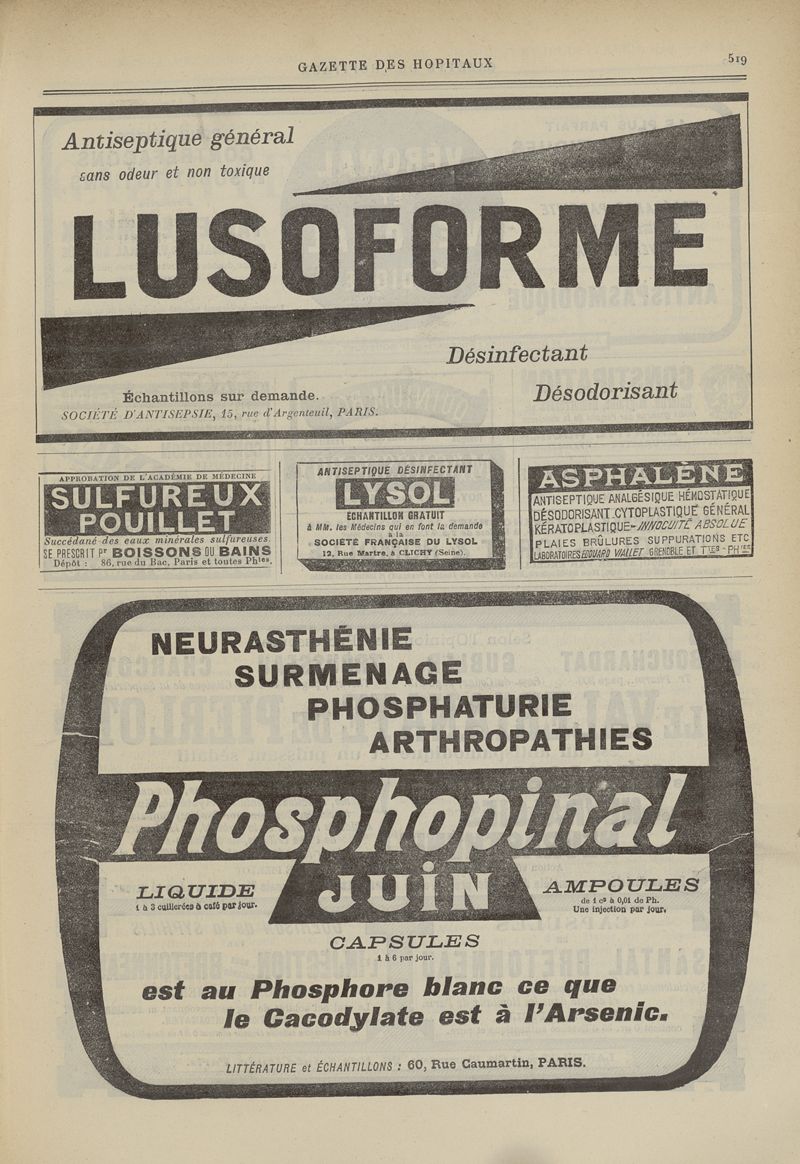 GAZETTE DES HOPITAUX
519
Antiseptique général
sans odeur et non toxique
LUSOFORME
Désinfectant
Désodorisant
Échantillons sur demande.
SOCIÉTÉ D'ANTISEPSIE, 15, rue d'Argenteuil, PARIS.
APPROBATION DE L'ACADÉMIE DE MÉDECINE
SULFUREUX
POUILLET
Succédané des eaux minérales sulfureuses
SE PRESCRIT Pr BOISSONS OU BAINS
Dépôt : 86, rue du Bac, Paris et toutes Phies.
ANTISEPTIQUE DÉSINFECTANT
LYSOL
ÉCHANTILLON GRATUIT
à MM. les Médecins qui en font la demande
à la
SOCIÉTÉ FRANÇAISE DU LYSOL
12, Rue Martre, à CLICHY (Seine).
ASPHALÈNE
ANTISEPTIQUE ANALGÉSIQUE HÉMOSTATIQUE
DÉSODORISANT.CYTOPLASTIQUE GÉNÉRAL
KÉRATOPLASTIQUE-INNOCUITÉ ABSOLUE
PLAIES BRÛLURES SUPPURATIONS ETC
LABORATOIRES EDOUARD VIALLET GRENOBLE ET Ttes Phies
NEURASTHÉNIE
SURMENAGE
PHOSPHATURIE
ARTHROPATHIES
Phosphopinal
JUIN
LIQUIDE
1 à 3 cuillerées à café par jour.
AMPOULES
de 1 c3 à 0,01 de Ph.
Une injection par jour.
CAPSULES
1 à 6 par jour.
est au Phosphore blanc ce que
le Cacodylate est à l'Arsenic.
LITTÉRATURE et ÉCHANTILLONS : 60, Rue Caumartin, PARIS.